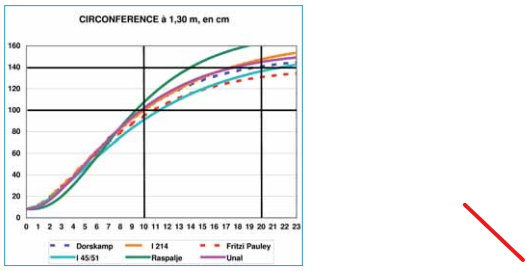 CIRCONFERENCE à 1,30 m, en cm
160
140
120
100
80
60
40
20
0
0 1 2 3 4 5 6 7 8 9 10 11 12 13 14 15 16 17 18 19 20 21 22 23
Dorskamp I 214 Fritzi Pauley
I 45/51 Raspalje Unal